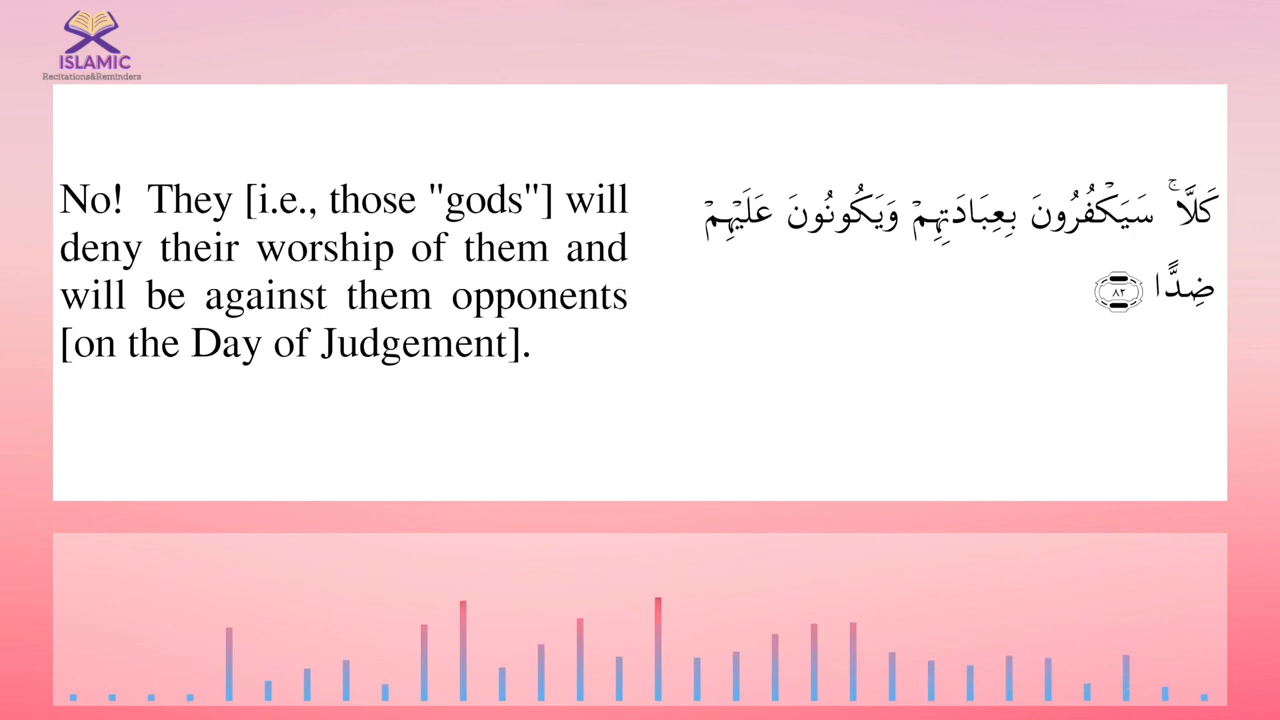 ISLAMIC
Recitations&Reminders
No! They [i.e., those "gods"] will
deny their worship of them and
will be against them opponents
[on the Day of Judgement].
كَلَّا ۚ سَيَكْفُرُونَ بِعِبَادَتِهِمْ وَيَكُونُونَ عَلَيْهِمْ
ضِدًّا ٨٢